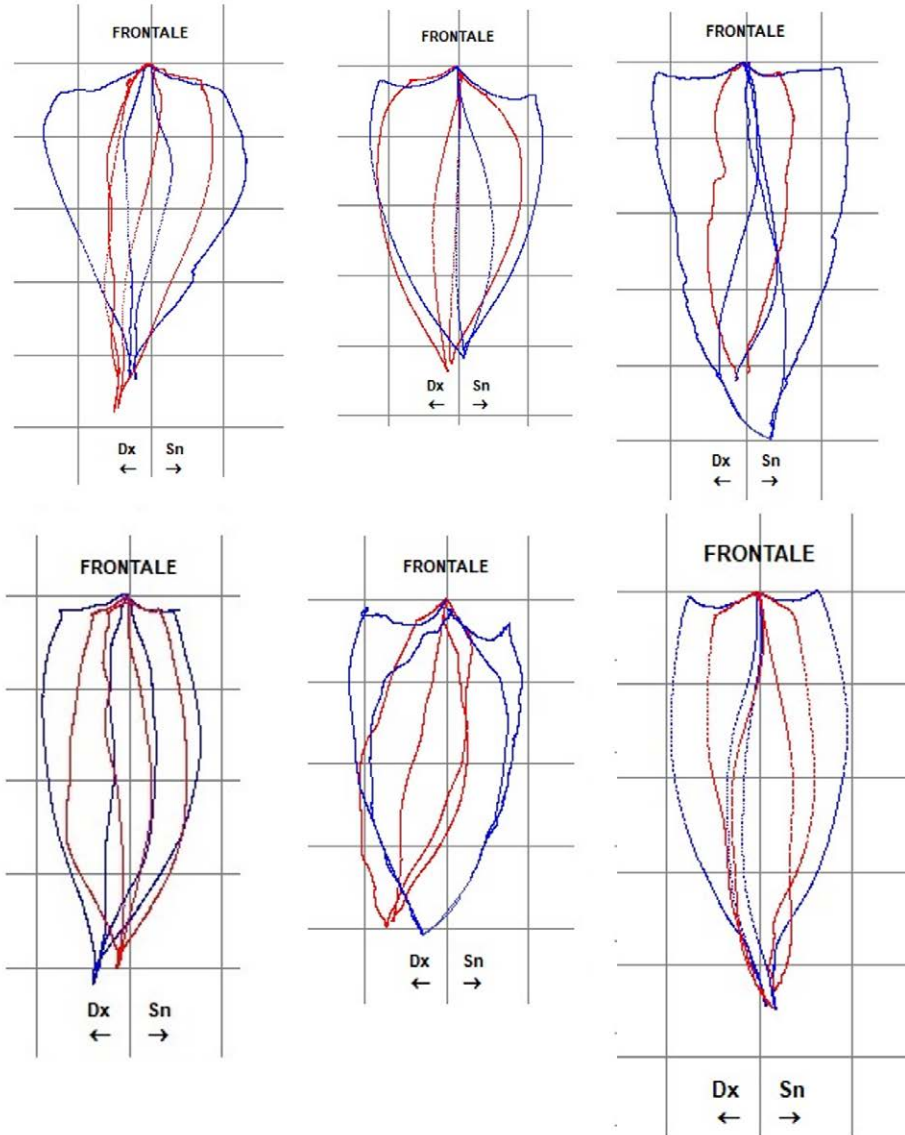 FRONTALE
FRONTALE
FRONTALE
Dx Sn
← →
Dx Sn
← →
Dx Sn
← →
FRONTALE
FRONTALE
FRONTALE
Dx Sn
← →
Dx Sn
← →
Dx Sn
← →